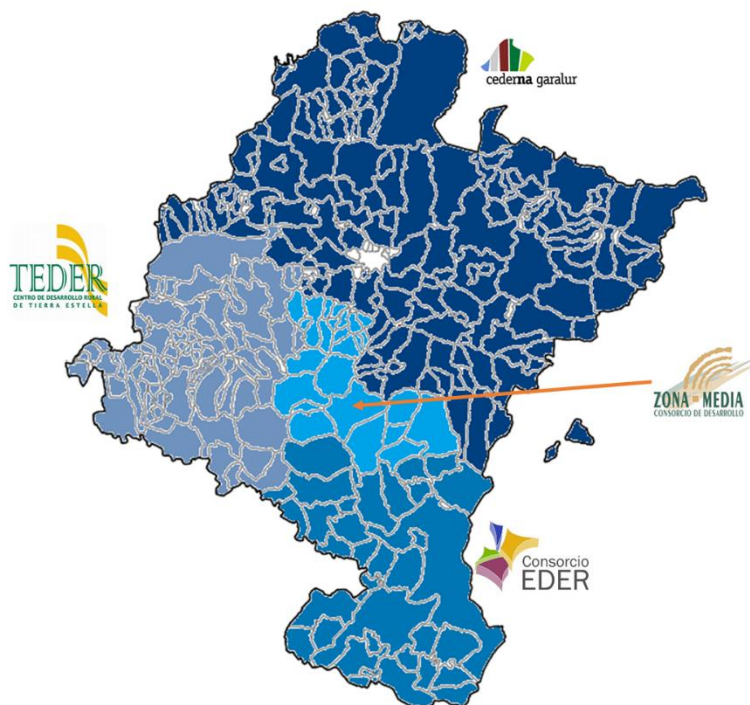 cederna garalur
TEDER
CENTRO DE DESARROLLO RURAL
DE TIERRA ESTELLA
ZONA MEDIA
CONSORCIO DE DESARROLLO
Consorcio
EDER